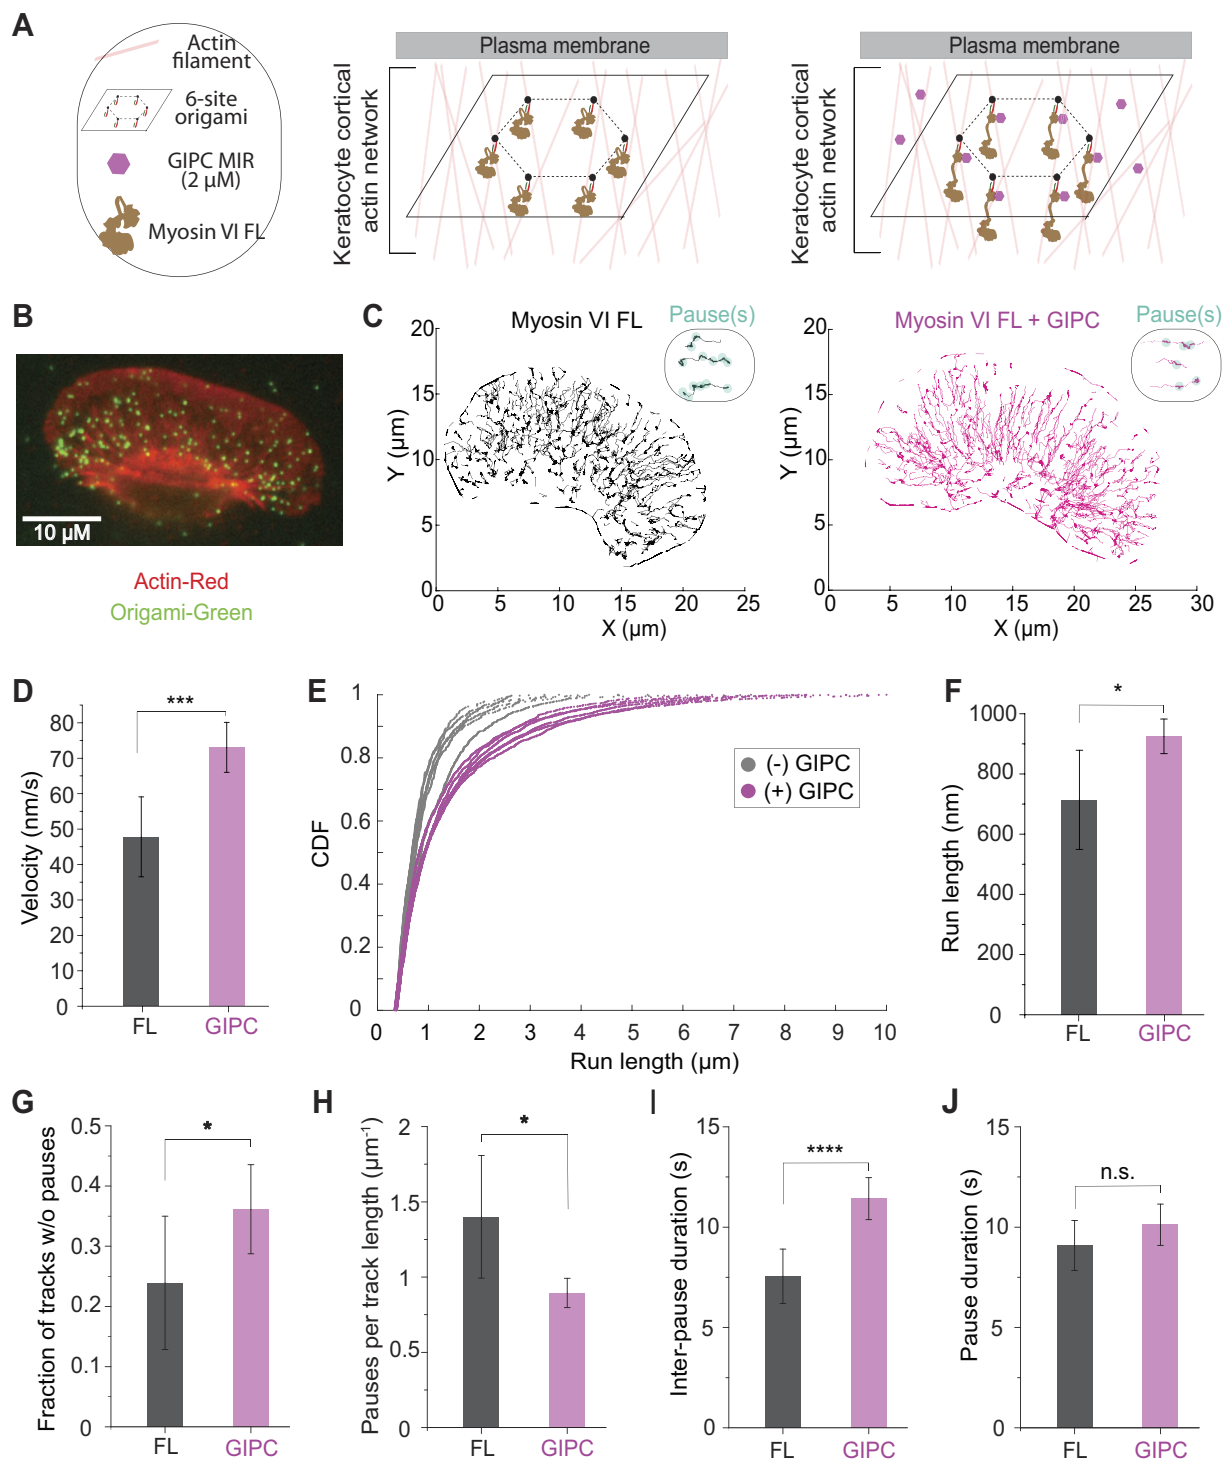 A
Actin
filament
6-site
origami
GIPC MIR
(2 µM)
Myosin VI FL
Keratocyte cortical
actin network
Plasma membrane
Keratocyte cortical
actin network
Plasma membrane
B
10 µM
Actin-Red
Origami-Green
C
Myosin VI FL
Pause(s)
Y (µm)
20
15
10
5
0
0 5 10 15 20 25
X (µm)
Myosin VI FL + GIPC
Pause(s)
Y (µm)
20
15
10
5
0
0 5 10 15 20 25 30
X (µm)
D
***
Velocity (nm/s)
80
70
60
50
40
30
20
10
0
FL GIPC
E
CDF
1
0.8
0.6
0.4
0.2
0
0 1 2 3 4 5 6 7 8 9 10
Run length (µm)
(-) GIPC
(+) GIPC
F
*
Run length (nm)
1000
800
600
400
200
0
FL GIPC
G
*
Fraction of tracks w/o pauses
0.5
0.4
0.3
0.2
0.1
0
FL GIPC
H
*
Pauses per track length (µm⁻¹)
2
1.5
1
0.5
0
FL GIPC
I
****
Inter-pause duration (s)
15
10
5
0
FL GIPC
J
n.s.
Pause duration (s)
15
10
5
0
FL GIPC